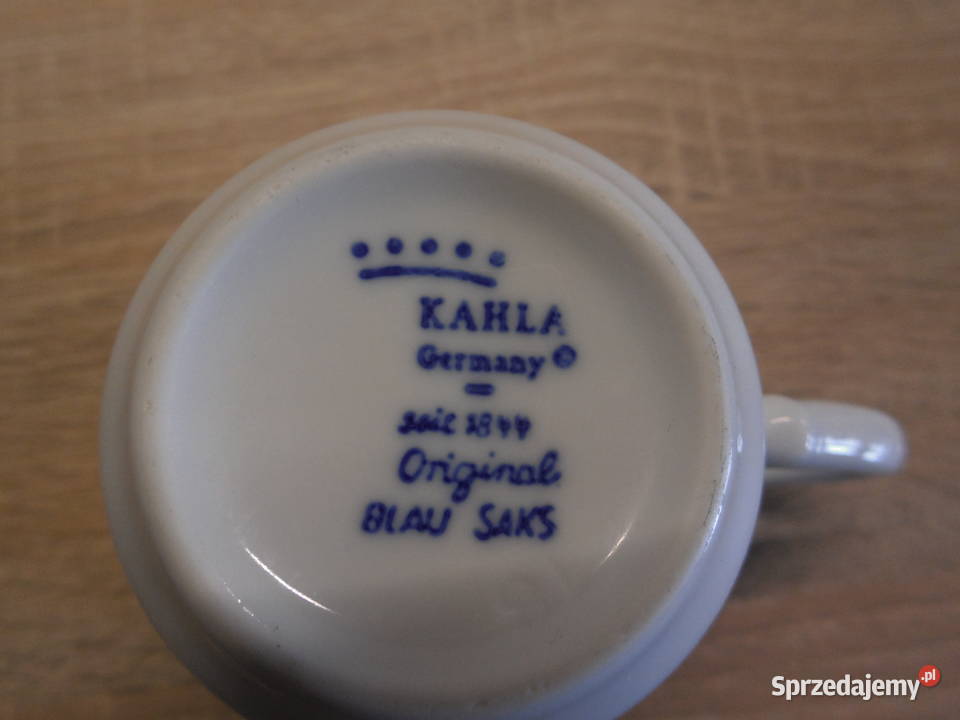 KAHLA
Germany ©
seit 1844
Original
BLAU SAKS
Sprzedajemy.pl